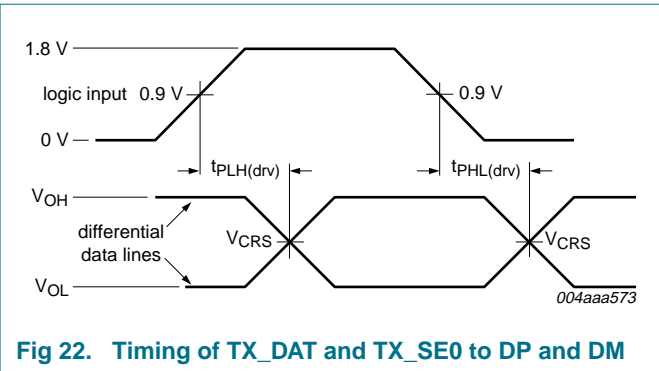 1.8 V
logic input 0.9 V
0.9 V
0 V
tPLH(drv)
tPHL(drv)
VOH
differential
data lines
VCRS
VCRS
VOL
004aaa573
Fig 22. Timing of TX_DAT and TX_SE0 to DP and DM